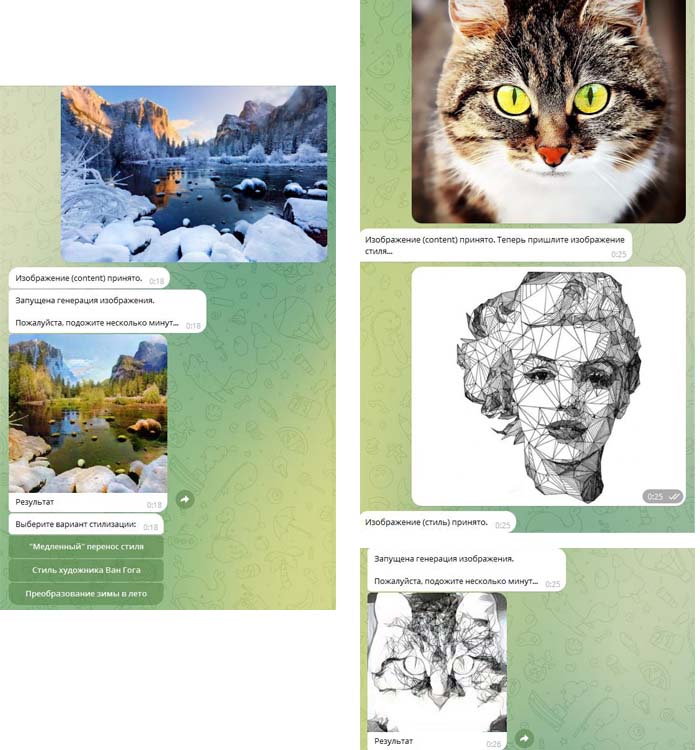 Изображение (content) принято. 0:18
Запущена генерация изображения.
Пожалуйста, подожите несколько минут... 0:18
Результат 0:18
Выберите вариант стилизации: 0:18
"Медленный" перенос стиля
Стиль художника Ван Гога
Преобразование зимы в лето
Изображение (content) принято. Теперь пришлите изображение
стиля... 0:25
0:25
Изображение (стиль) принято. 0:25
Запущена генерация изображения.
Пожалуйста, подожите несколько минут... 0:25
Результат 0:26